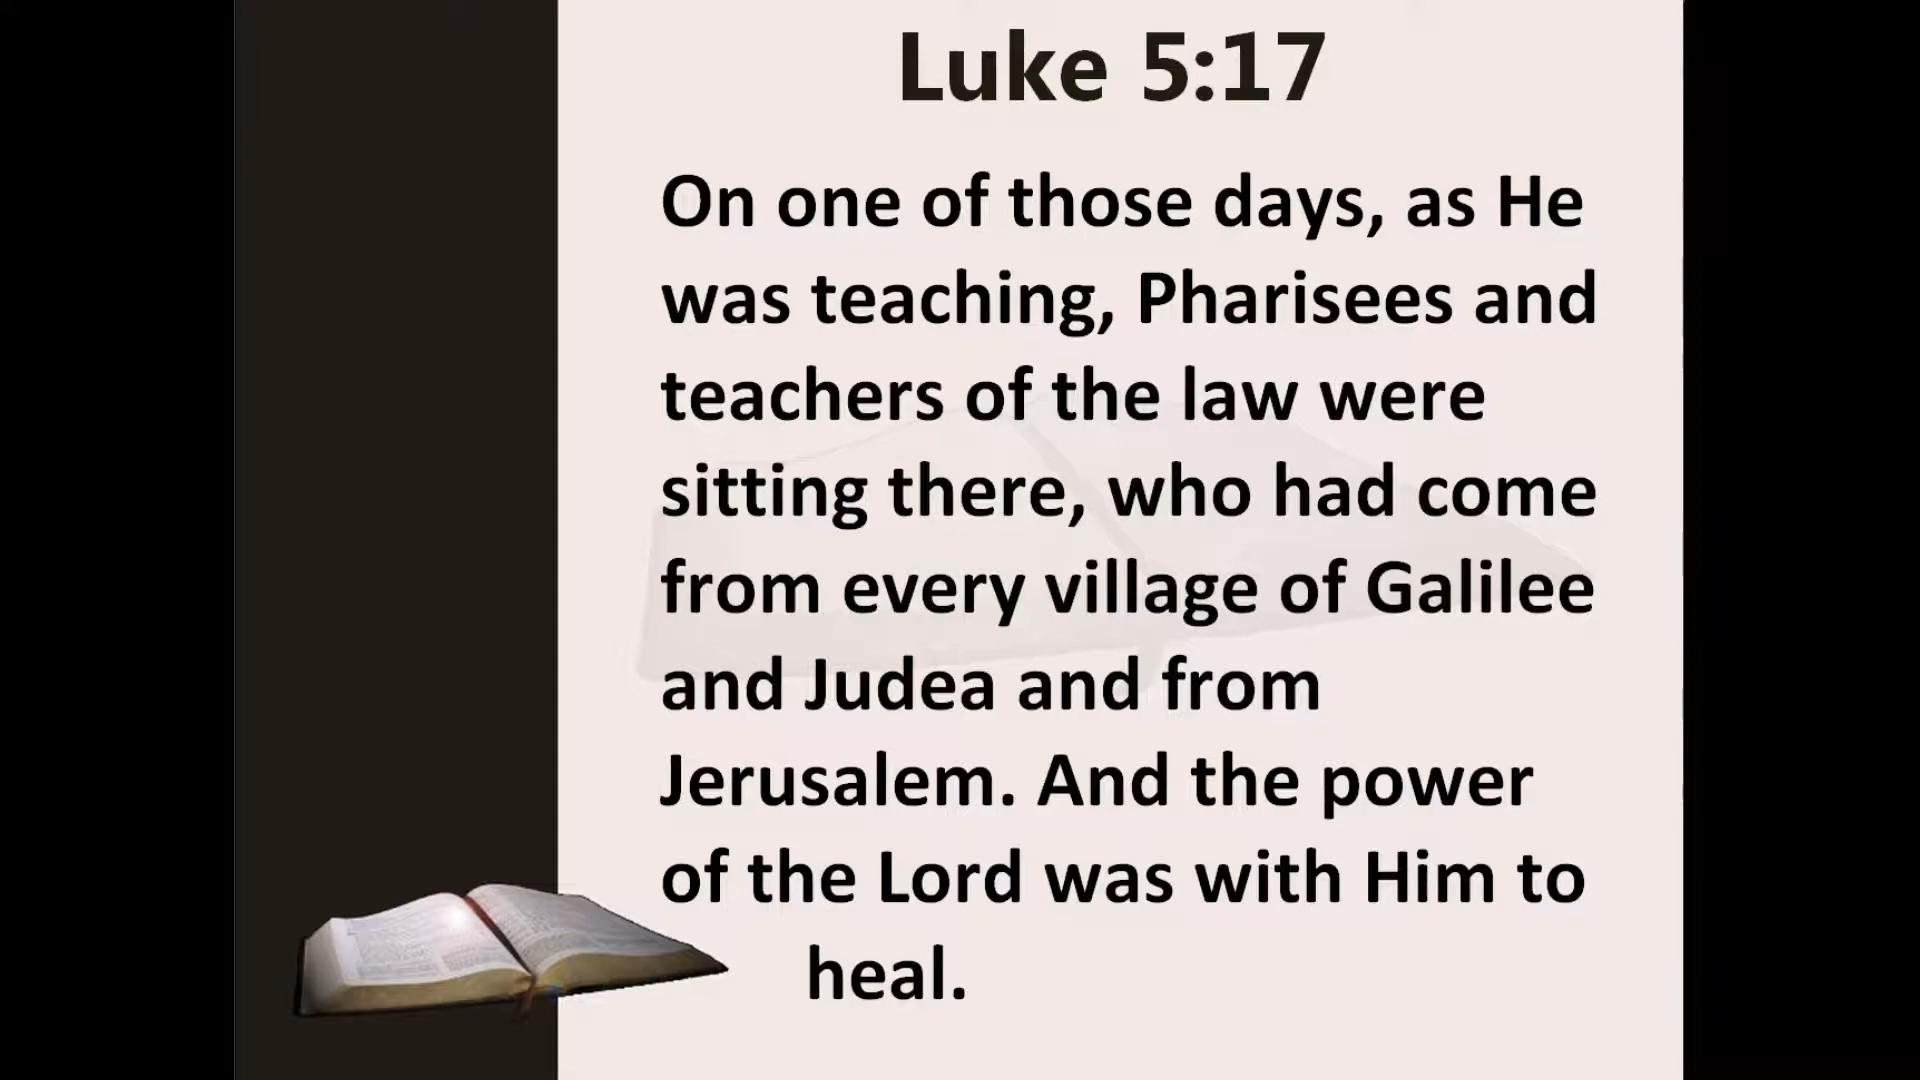 Luke 5:17
On one of those days, as He
was teaching, Pharisees and
teachers of the law were
sitting there, who had come
from every village of Galilee
and Judea and from
Jerusalem. And the power
of the Lord was with Him to
heal.